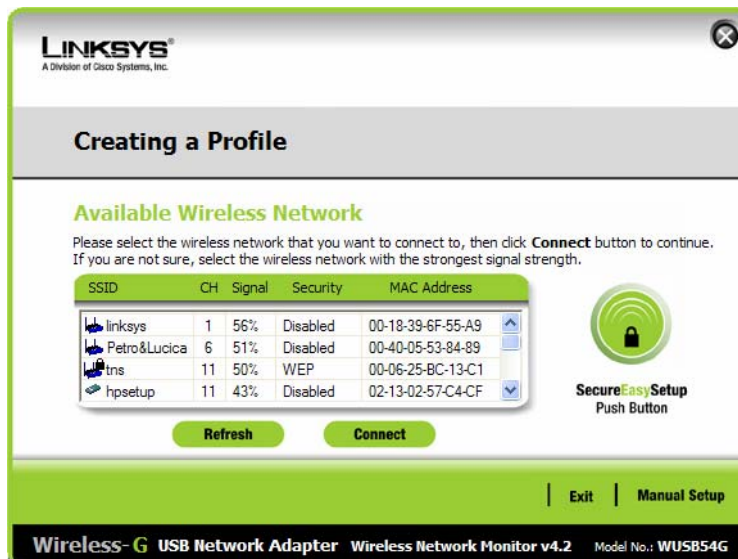 LINKSYS®
A Division of Cisco Systems, Inc.
Creating a Profile
Available Wireless Network
Please select the wireless network that you want to connect to, then click Connect button to continue.
If you are not sure, select the wireless network with the strongest signal strength.
SSID CH Signal Security MAC Address
linksys 1 56% Disabled 00-18-39-6F-55-A9
Petro&Lucica 6 51% Disabled 00-40-05-53-84-89
tns 11 50% WEP 00-06-25-BC-13-C1
hpsetup 11 43% Disabled 02-13-02-57-C4-CF
SecureEasySetup
Push Button
Refresh Connect
Exit Manual Setup
Wireless-G USB Network Adapter Wireless Network Monitor v4.2 Model No.: WUSB54G